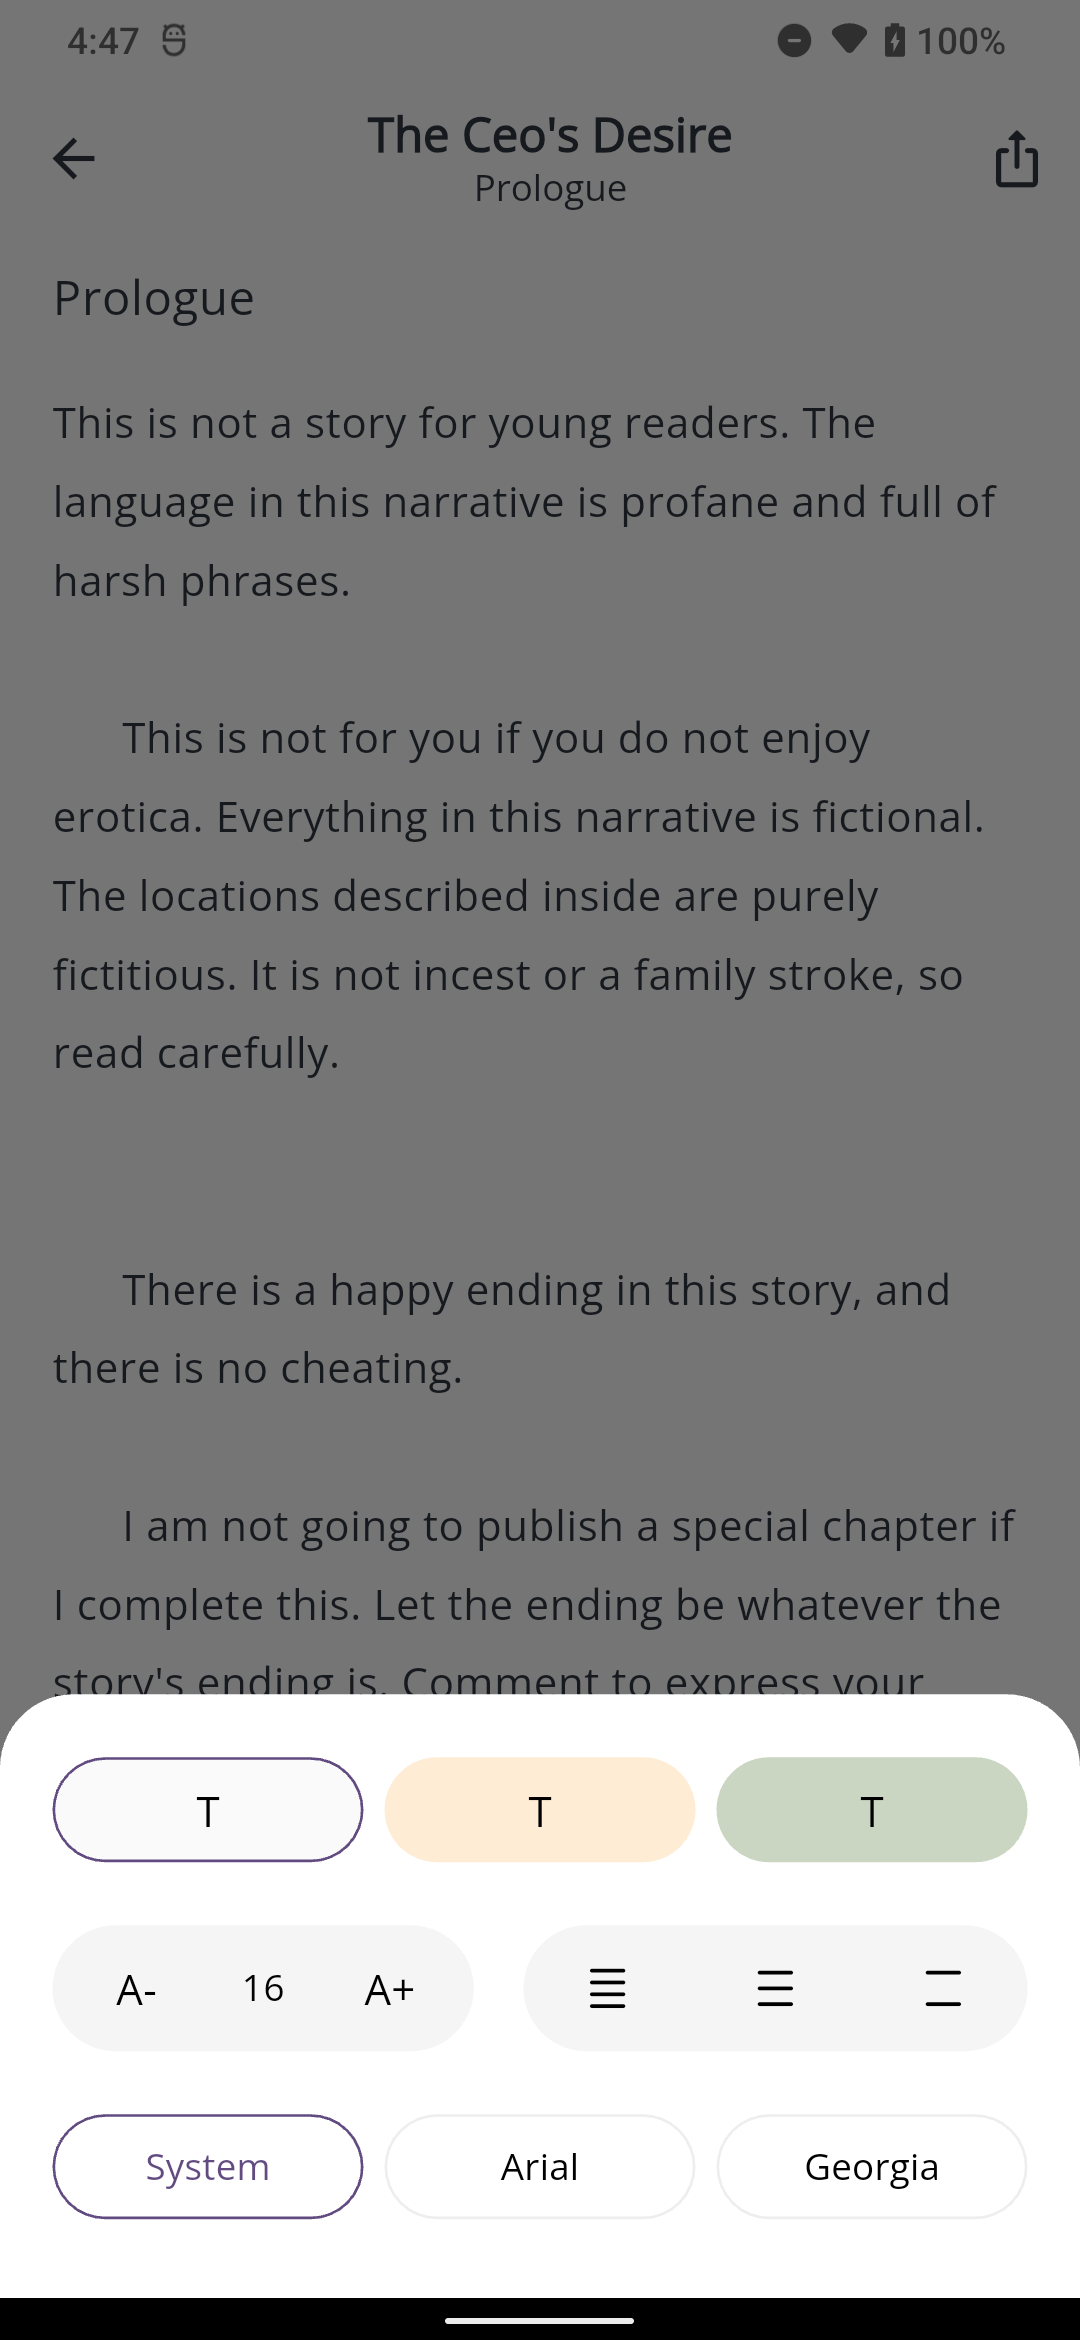 4:47
100%
The Ceo's Desire
Prologue
Prologue
This is not a story for young readers. The
language in this narrative is profane and full of
harsh phrases.
This is not for you if you do not enjoy
erotica. Everything in this narrative is fictional.
The locations described inside are purely
fictitious. It is not incest or a family stroke, so
read carefully.
There is a happy ending in this story, and
there is no cheating.
I am not going to publish a special chapter if
I complete this. Let the ending be whatever the
story's ending is. Comment to express your
T
T
T
A-
16
A+
System
Arial
Georgia